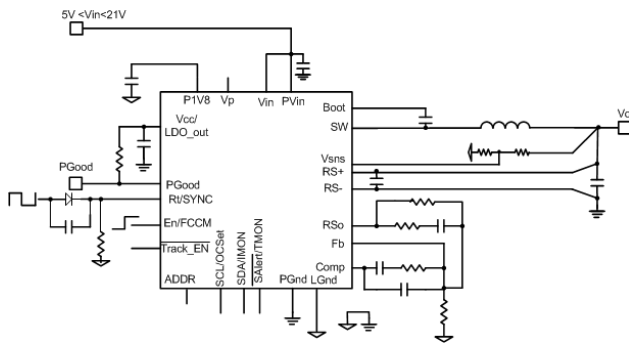 5V <Vin<21V
P1V8
Vp
Vin
PVin
Vcc/
LDO_out
Boot
SW
Vo
Vsns
RS+
RS-
PGood
PGood
Rt/SYNC
En/FCCM
Track_EN
RSo
Fb
Comp
ADDR
SCL/OCSet
SDA/IMON
SAlert/TMON
PGnd
LGnd